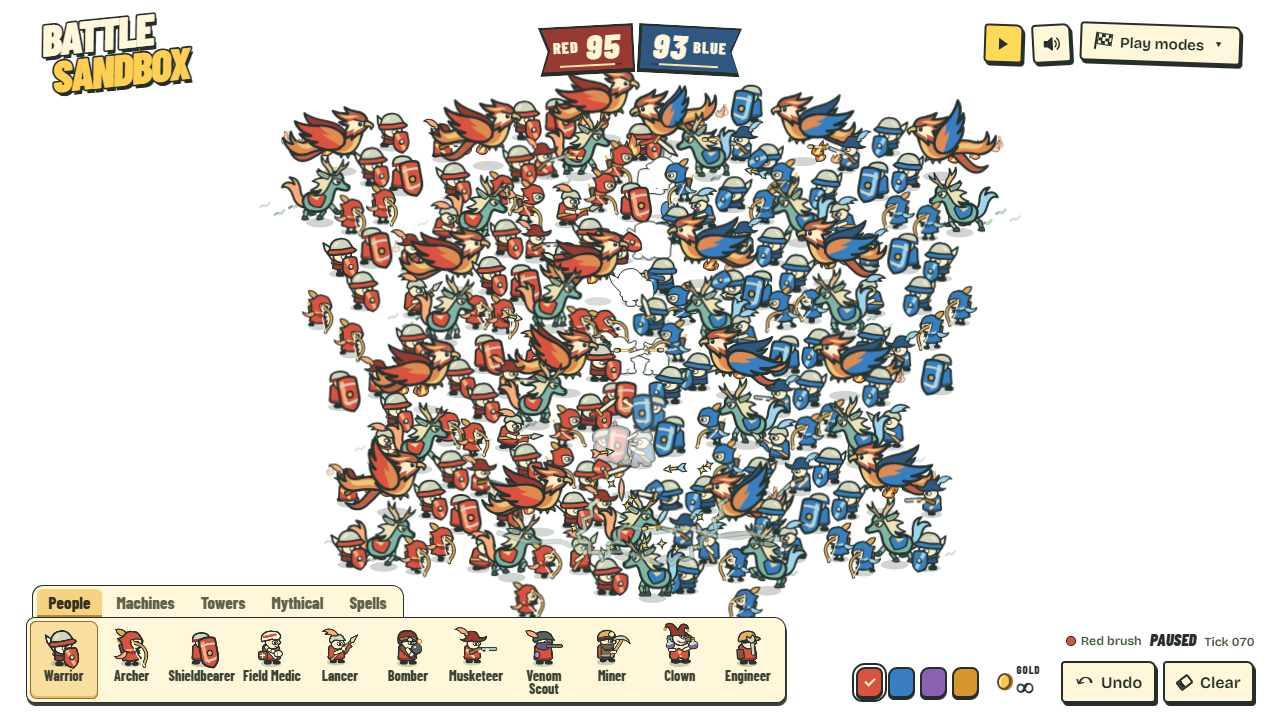 BATTLE
SANDBOX
RED 95
93 BLUE
Play modes
People
Machines
Towers
Mythical
Spells
Warrior
Archer
Shieldbearer
Field Medic
Lancer
Bomber
Musketeer
Venom
Scout
Miner
Clown
Engineer
Red brush PAUSED Tick 070
GOLD
∞
Undo
Clear